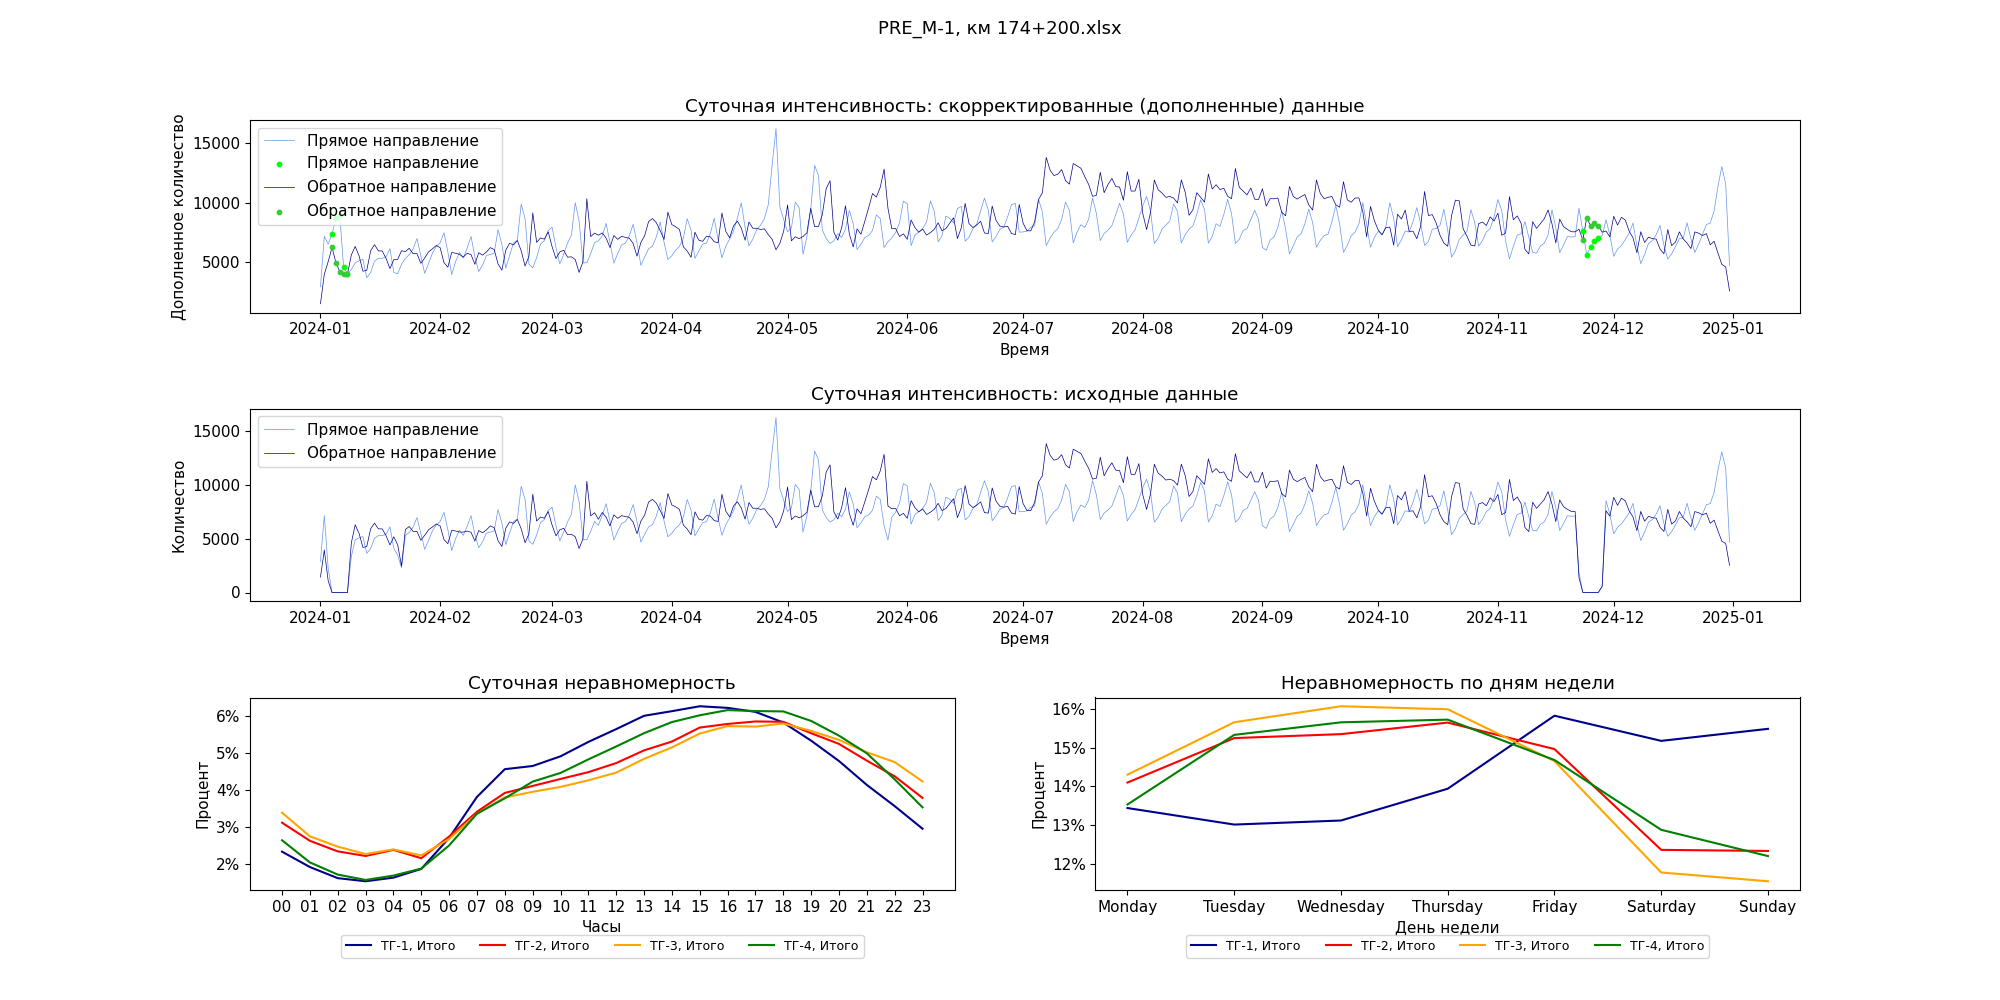 PRE_M-1, км 174+200.xlsx
Суточная интенсивность: скорректированные (дополненные) данные
Дополненное количество
15000
10000
5000
Прямое направление
Прямое направление
Обратное направление
Обратное направление
2024-01 2024-02 2024-03 2024-04 2024-05 2024-06 2024-07 2024-08 2024-09 2024-10 2024-11 2024-12 2025-01
Время
Суточная интенсивность: исходные данные
Количество
15000
10000
5000
0
Прямое направление
Обратное направление
2024-01 2024-02 2024-03 2024-04 2024-05 2024-06 2024-07 2024-08 2024-09 2024-10 2024-11 2024-12 2025-01
Время
Суточная неравномерность
Процент
6%
5%
4%
3%
2%
00 01 02 03 04 05 06 07 08 09 10 11 12 13 14 15 16 17 18 19 20 21 22 23
Часы
ТГ-1, Итого ТГ-2, Итого ТГ-3, Итого ТГ-4, Итого
Неравномерность по дням недели
Процент
16%
15%
14%
13%
12%
Monday Tuesday Wednesday Thursday Friday Saturday Sunday
День недели
ТГ-1, Итого ТГ-2, Итого ТГ-3, Итого ТГ-4, Итого